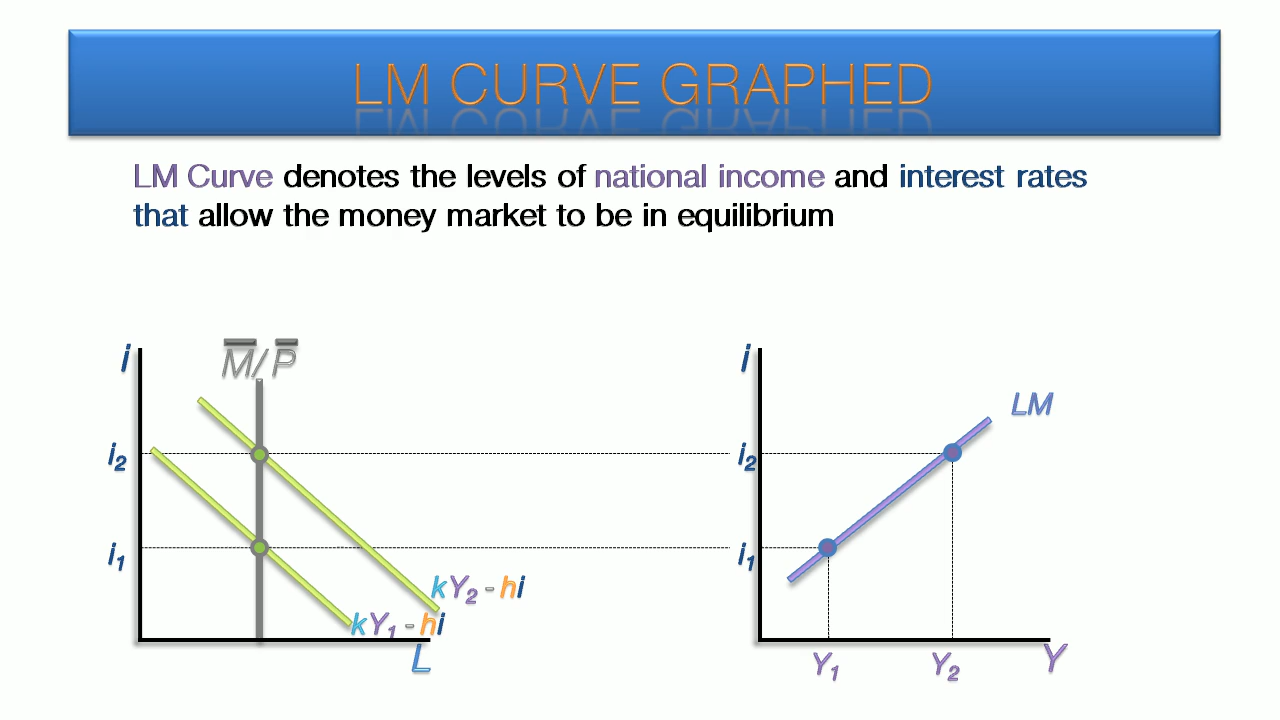 LM CURVE GRAPHED
LM Curve denotes the levels of national income and interest rates
that allow the money market to be in equilibrium
i
M̅/P̅
i₂
i₁
kY₂ - hi
kY₁ - hi
L
i
LM
i₂
i₁
Y₁
Y₂
Y